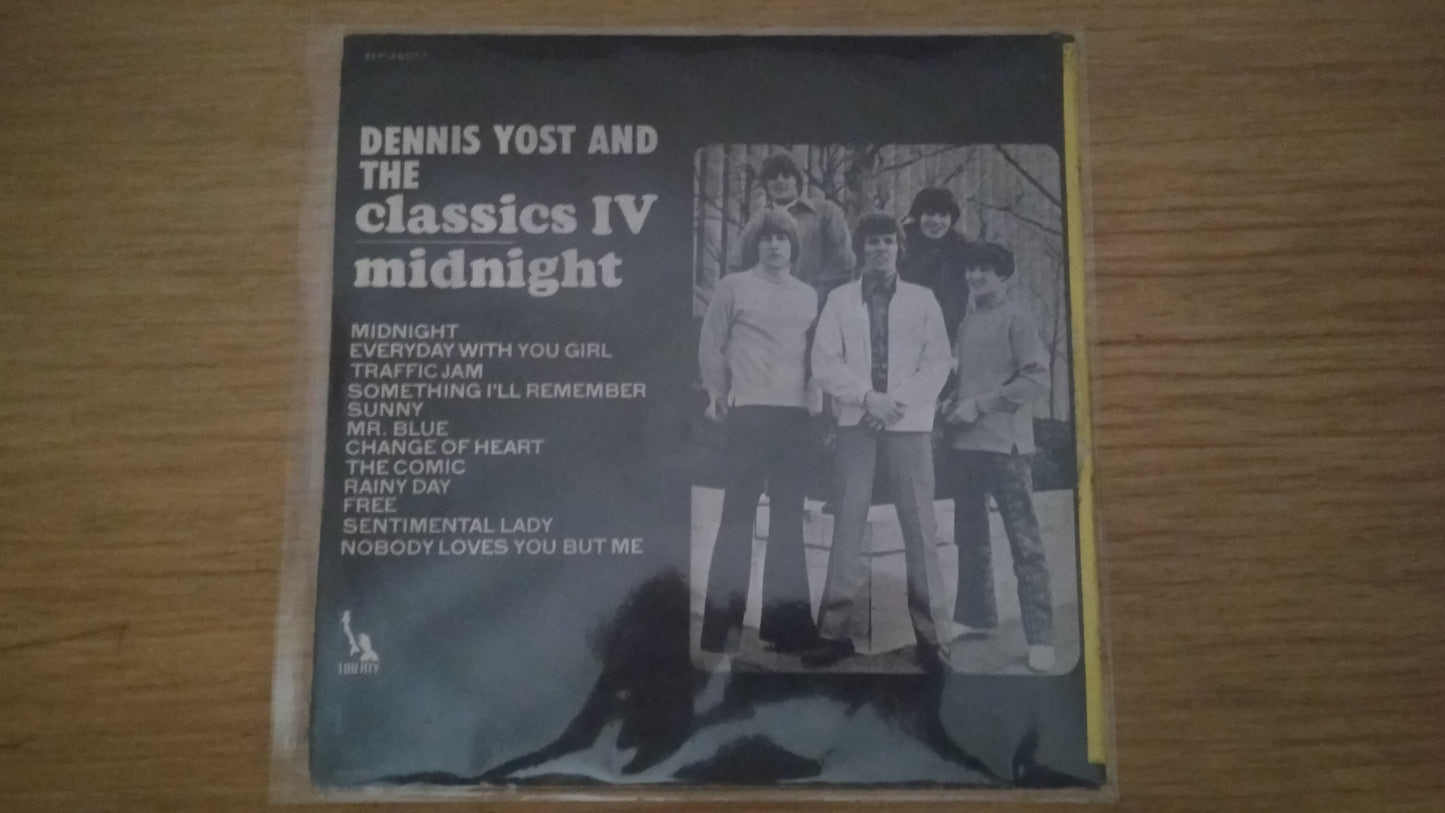 DENNIS YOST AND
THE
classics IV
midnight
MIDNIGHT
EVERYDAY WITH YOU GIRL
TRAFFIC JAM
SOMETHING I'LL REMEMBER
SUNNY
MR. BLUE
CHANGE OF HEART
THE COMIC
RAINY DAY
FREE
SENTIMENTAL LADY
NOBODY LOVES YOU BUT ME
LIBERTY